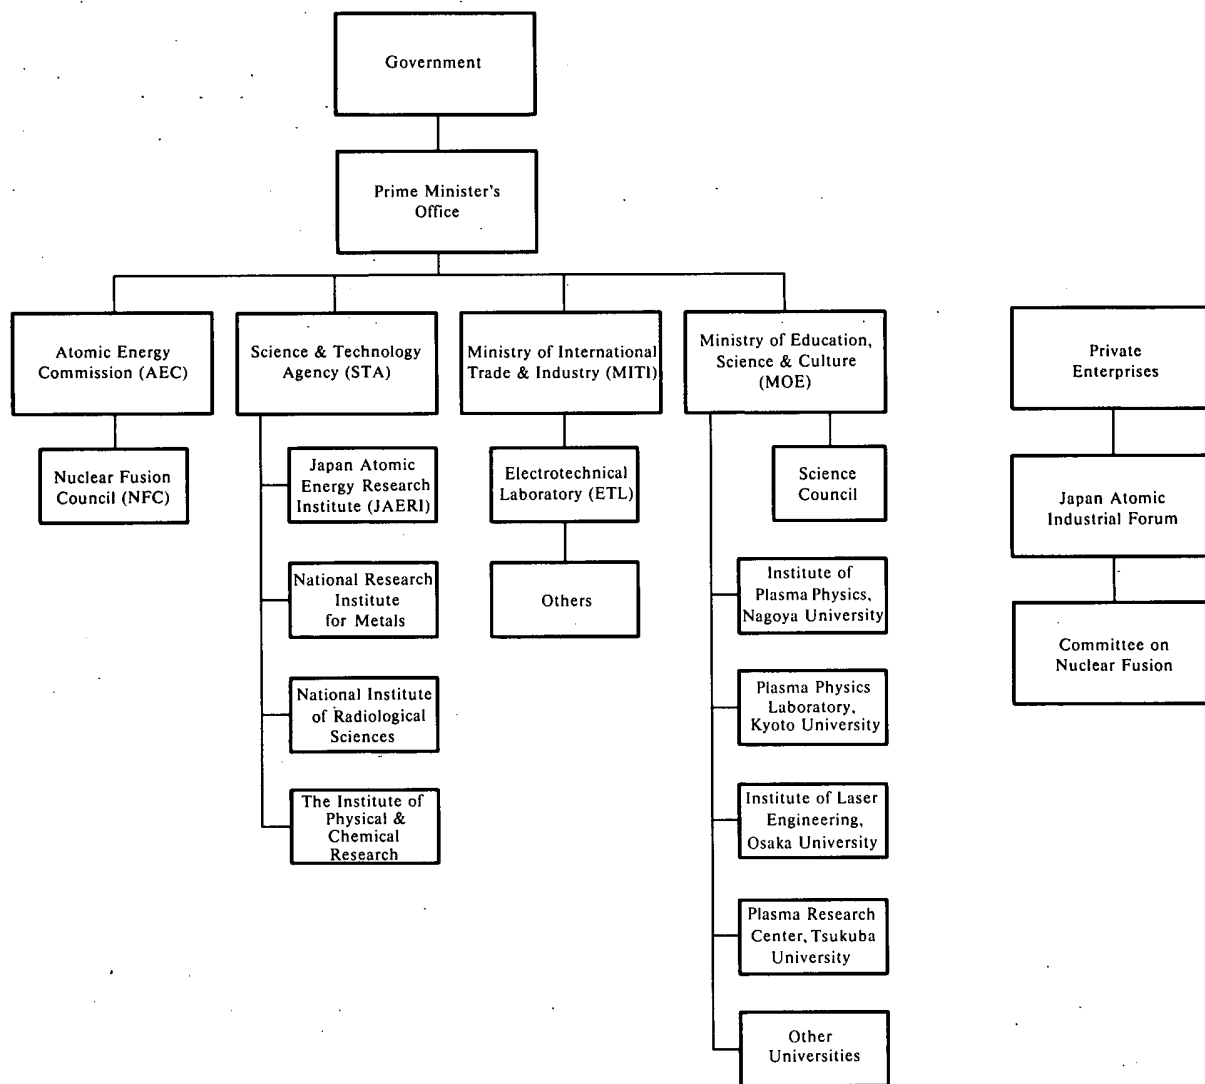 Government
Prime Minister's
Office
Atomic Energy
Commission (AEC)
Science & Technology
Agency (STA)
Ministry of International
Trade & Industry (MITI)
Ministry of Education,
Science & Culture
(MOE)
Private
Enterprises
Nuclear Fusion
Council (NFC)
Japan Atomic
Energy Research
Institute (JAERI)
Electrotechnical
Laboratory (ETL)
Science
Council
Japan Atomic
Industrial Forum
National Research
Institute
for Metals
Others
Institute of
Plasma Physics,
Nagoya University
Committee on
Nuclear Fusion
National Institute
of Radiological
Sciences
Plasma Physics
Laboratory,
Kyoto University
The Institute of
Physical &
Chemical
Research
Institute of Laser
Engineering,
Osaka University
Plasma Research
Center, Tsukuba
University
Other
Universities